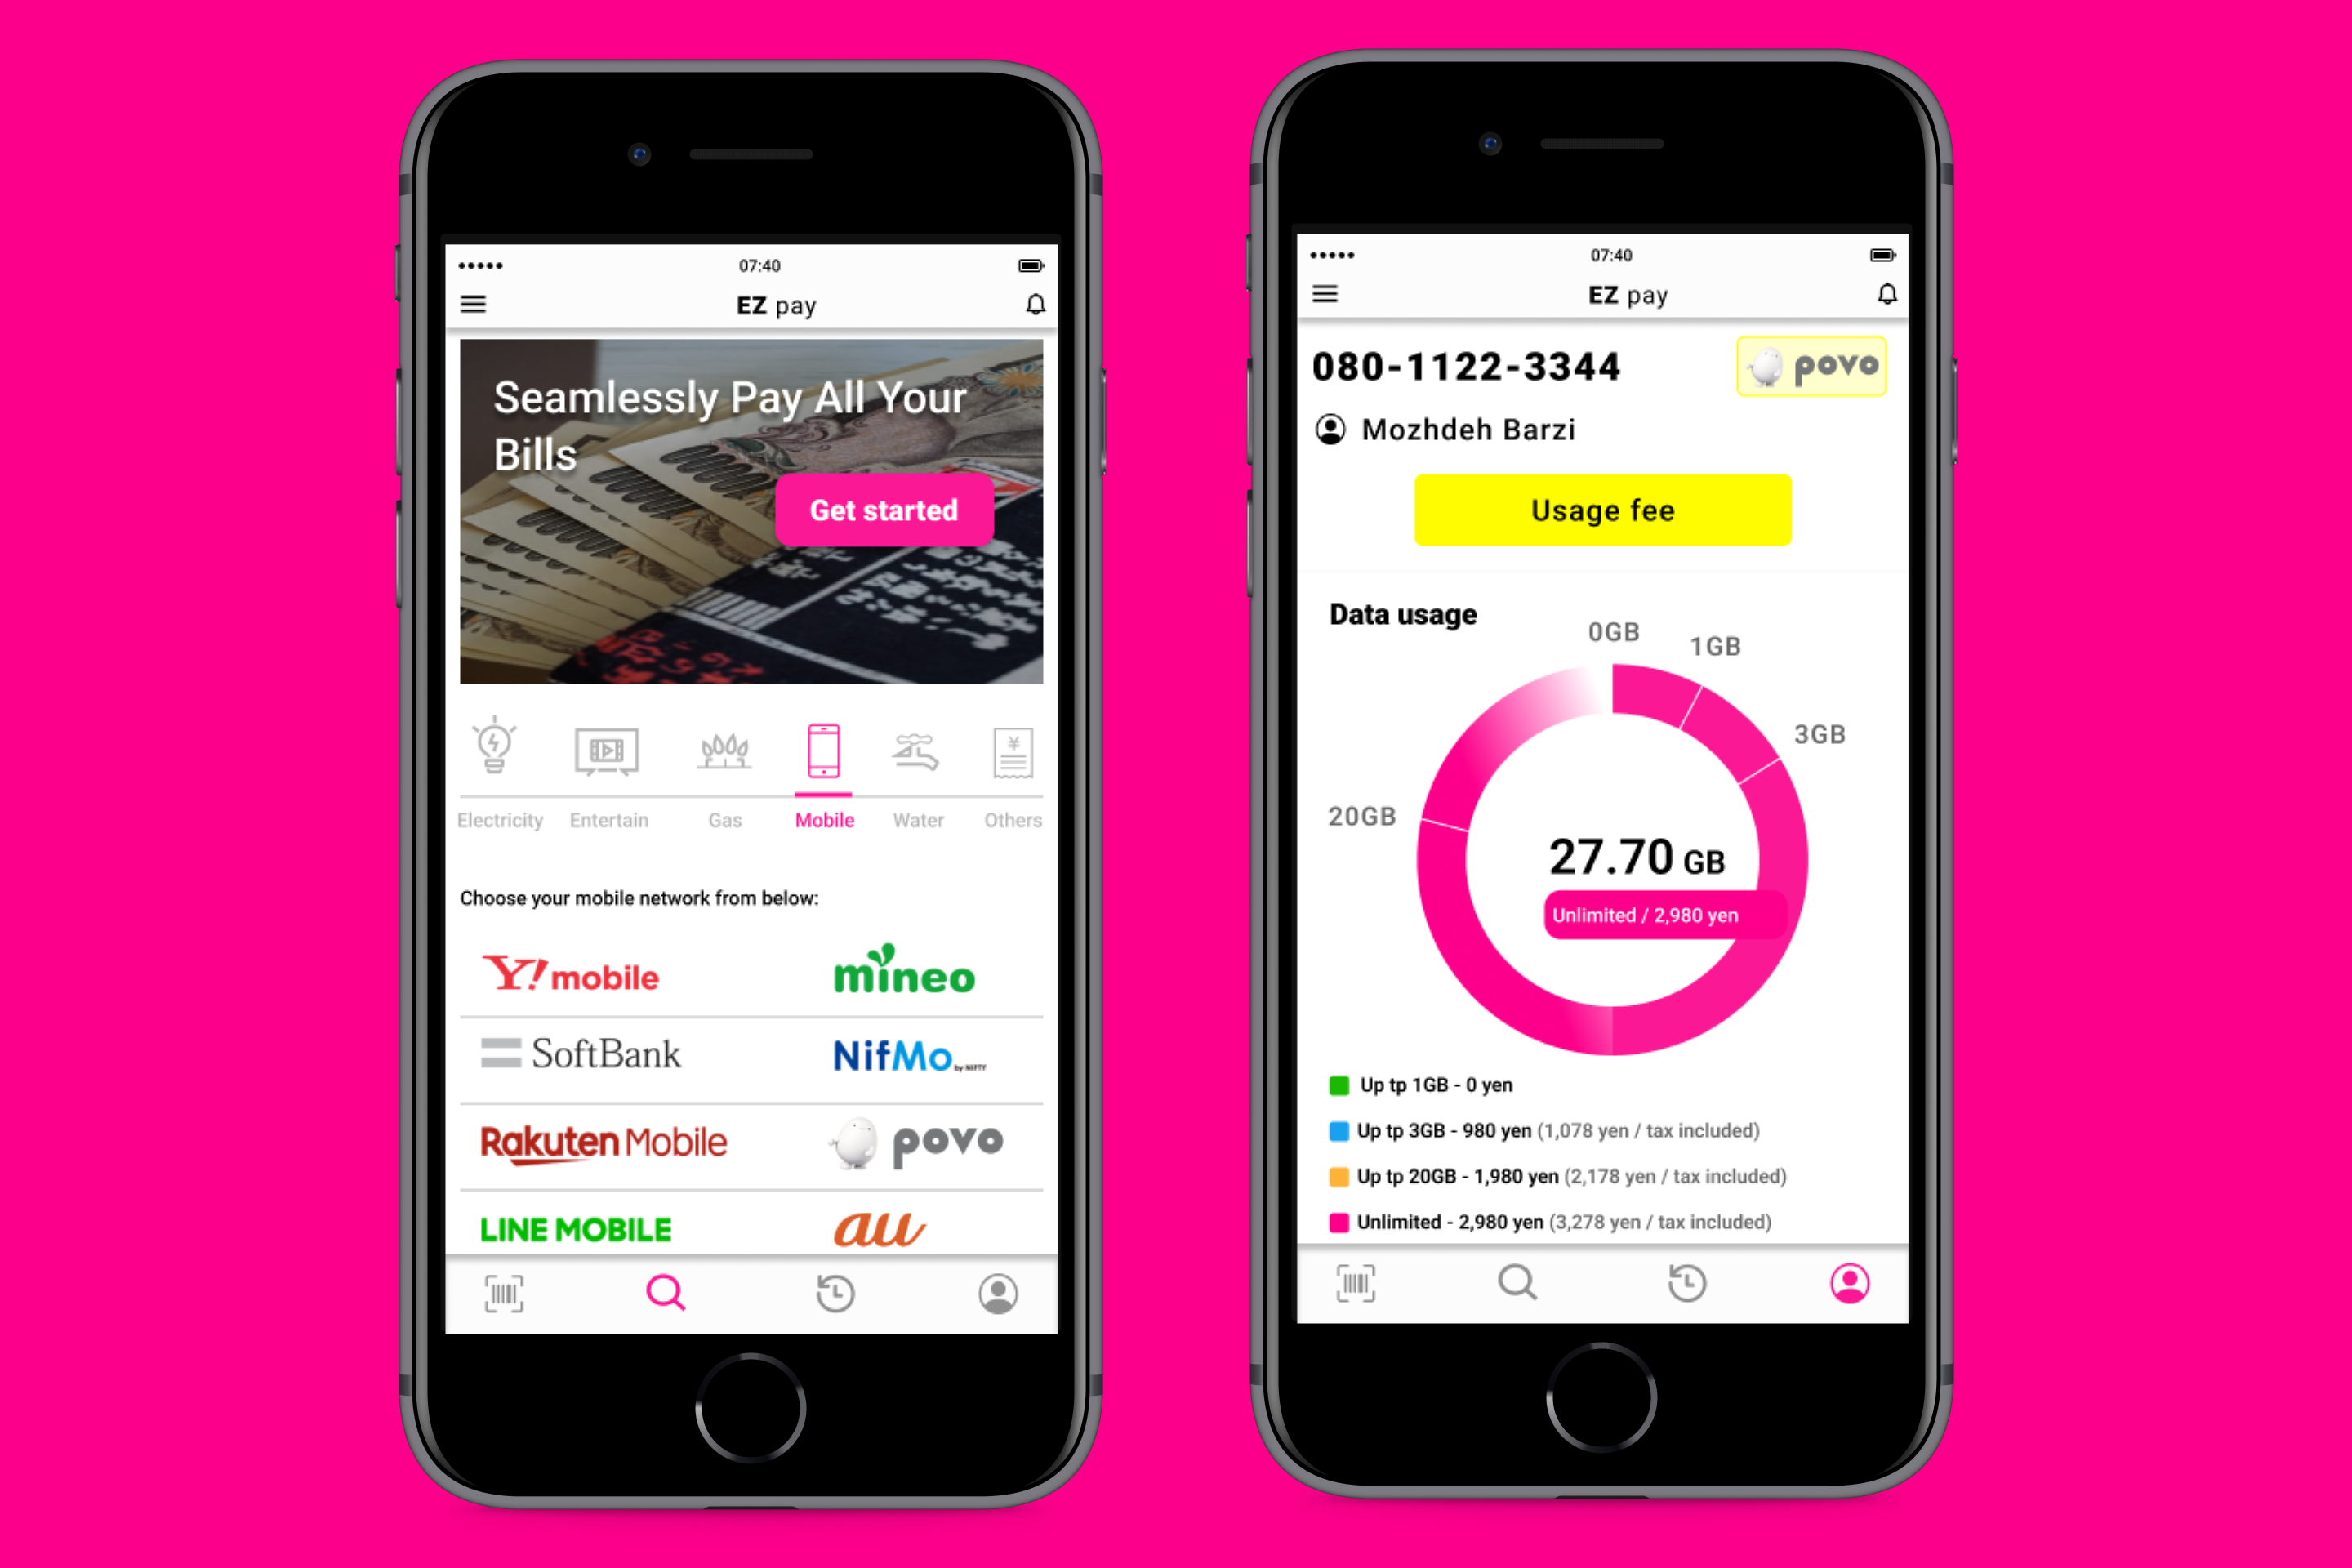 07:40
EZ pay
Seamlessly Pay All Your
Bills
Get started
Electricity Entertain Gas Mobile Water Others
Choose your mobile network from below:
Y! mobile
mineo
SoftBank
NifMo by NIFTY
Rakuten Mobile
povo
LINE MOBILE
au
07:40
EZ pay
080-1122-3344
povo
Mozhdeh Barzi
Usage fee
Data usage
0GB
1GB
3GB
20GB
27.70 GB
Unlimited / 2,980 yen
Up tp 1GB - 0 yen
Up tp 3GB - 980 yen (1,078 yen / tax included)
Up tp 20GB - 1,980 yen (2,178 yen / tax included)
Unlimited - 2,980 yen (3,278 yen / tax included)